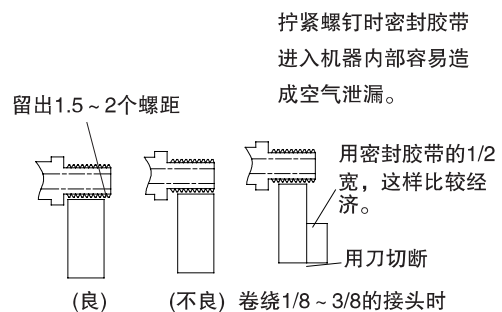 拧紧螺钉时密封胶带
进入机器内部容易造
成空气泄漏。
留出1.5～2个螺距
用密封胶带的1/2
宽，这样比较经
济。
用刀切断
(良)
(不良)
卷绕1/8～3/8的接头时